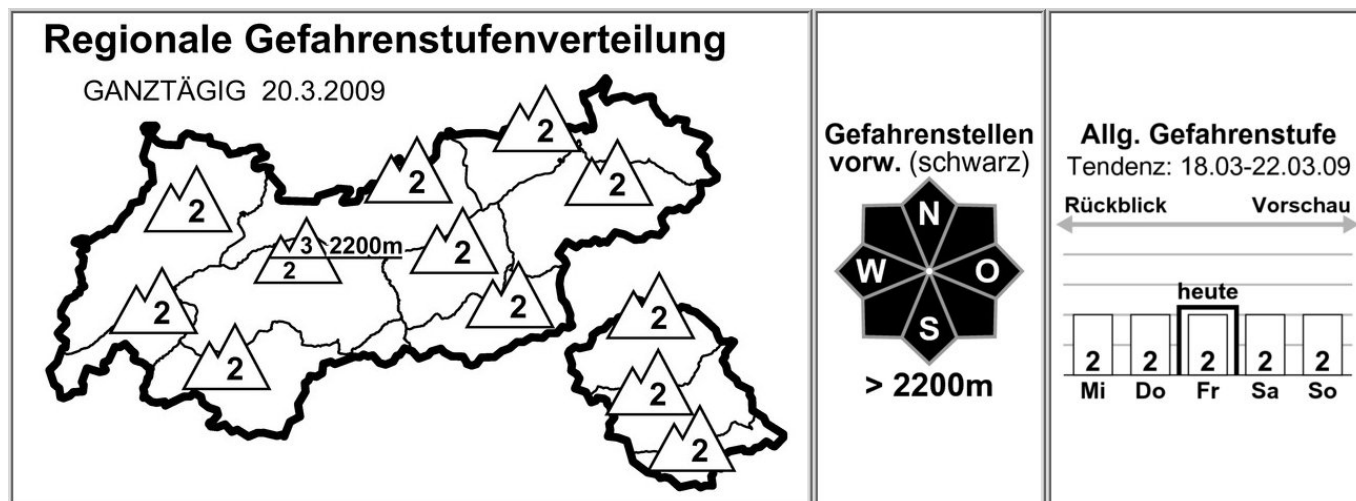 Regionale Gefahrenstufenverteilung
GANZTÄGIG 20.3.2009
2
2
2
2
2
3 2200m
2
2
2
2
2
2
2
2
Gefahrenstellen
vorw. (schwarz)
N
W O
S
> 2200m
Allg. Gefahrenstufe
Tendenz: 18.03-22.03.09
Rückblick Vorschau
heute
2 2 2 2 2
Mi Do Fr Sa So